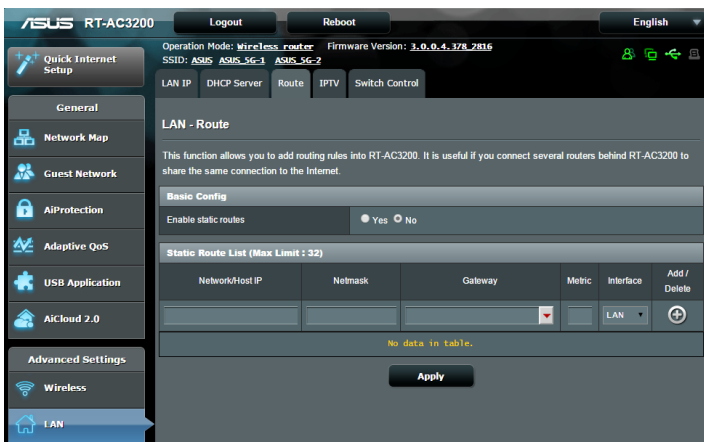 ASUS RT-AC3200
Logout
Reboot
English
Quick Internet
Setup
Operation Mode: Wireless router Firmware Version: 3.0.0.4.378_2816
SSID: ASUS ASUS_5G-1 ASUS_5G-2
LAN IP
DHCP Server
Route
IPTV
Switch Control
General
Network Map
Guest Network
AiProtection
Adaptive QoS
USB Application
AiCloud 2.0
Advanced Settings
Wireless
LAN
LAN - Route
This function allows you to add routing rules into RT-AC3200. It is useful if you connect several routers behind RT-AC3200 to
share the same connection to the Internet.
Basic Config
Enable static routes
Yes No
Static Route List (Max Limit : 32)
Network/Host IP
Netmask
Gateway
Metric
Interface
Add /
Delete
LAN
No data in table.
Apply